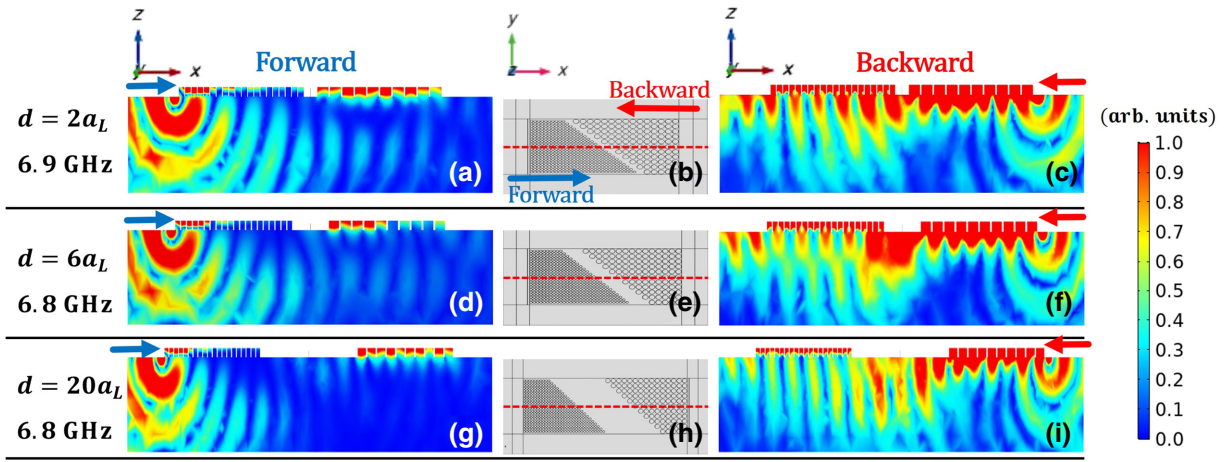 z
y
z
Forward
Backward
y x
z x
Backward
y x
d = 2a_L
6.9 GHz
(a)
(b)
Forward
(c)
(arb. units)
1.0
0.9
0.8
0.7
0.6
0.5
0.4
0.3
0.2
0.1
0.0
d = 6a_L
6.8 GHz
(d)
(e)
(f)
d = 20a_L
6.8 GHz
(g)
(h)
(i)